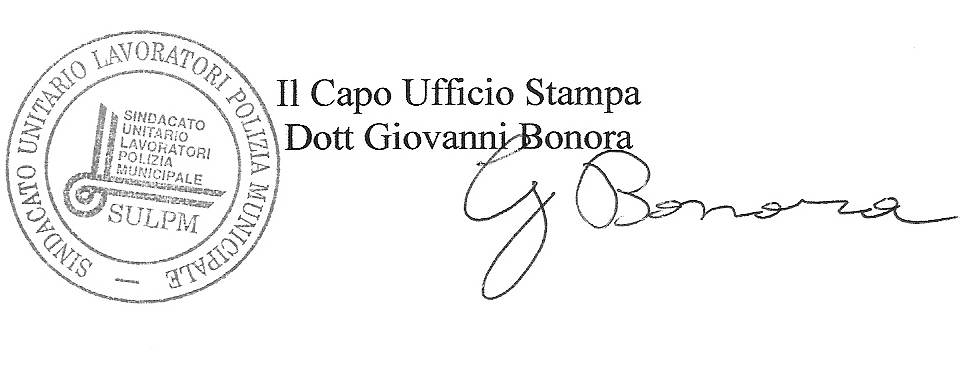 SINDACATO UNITARIO LAVORATORI POLIZIA MUNICIPALE —
SINDACATO
UNITARIO
LAVORATORI
POLIZIA
MUNICIPALE
SULPM
Il Capo Ufficio Stampa
Dott Giovanni Bonora
G Bonora